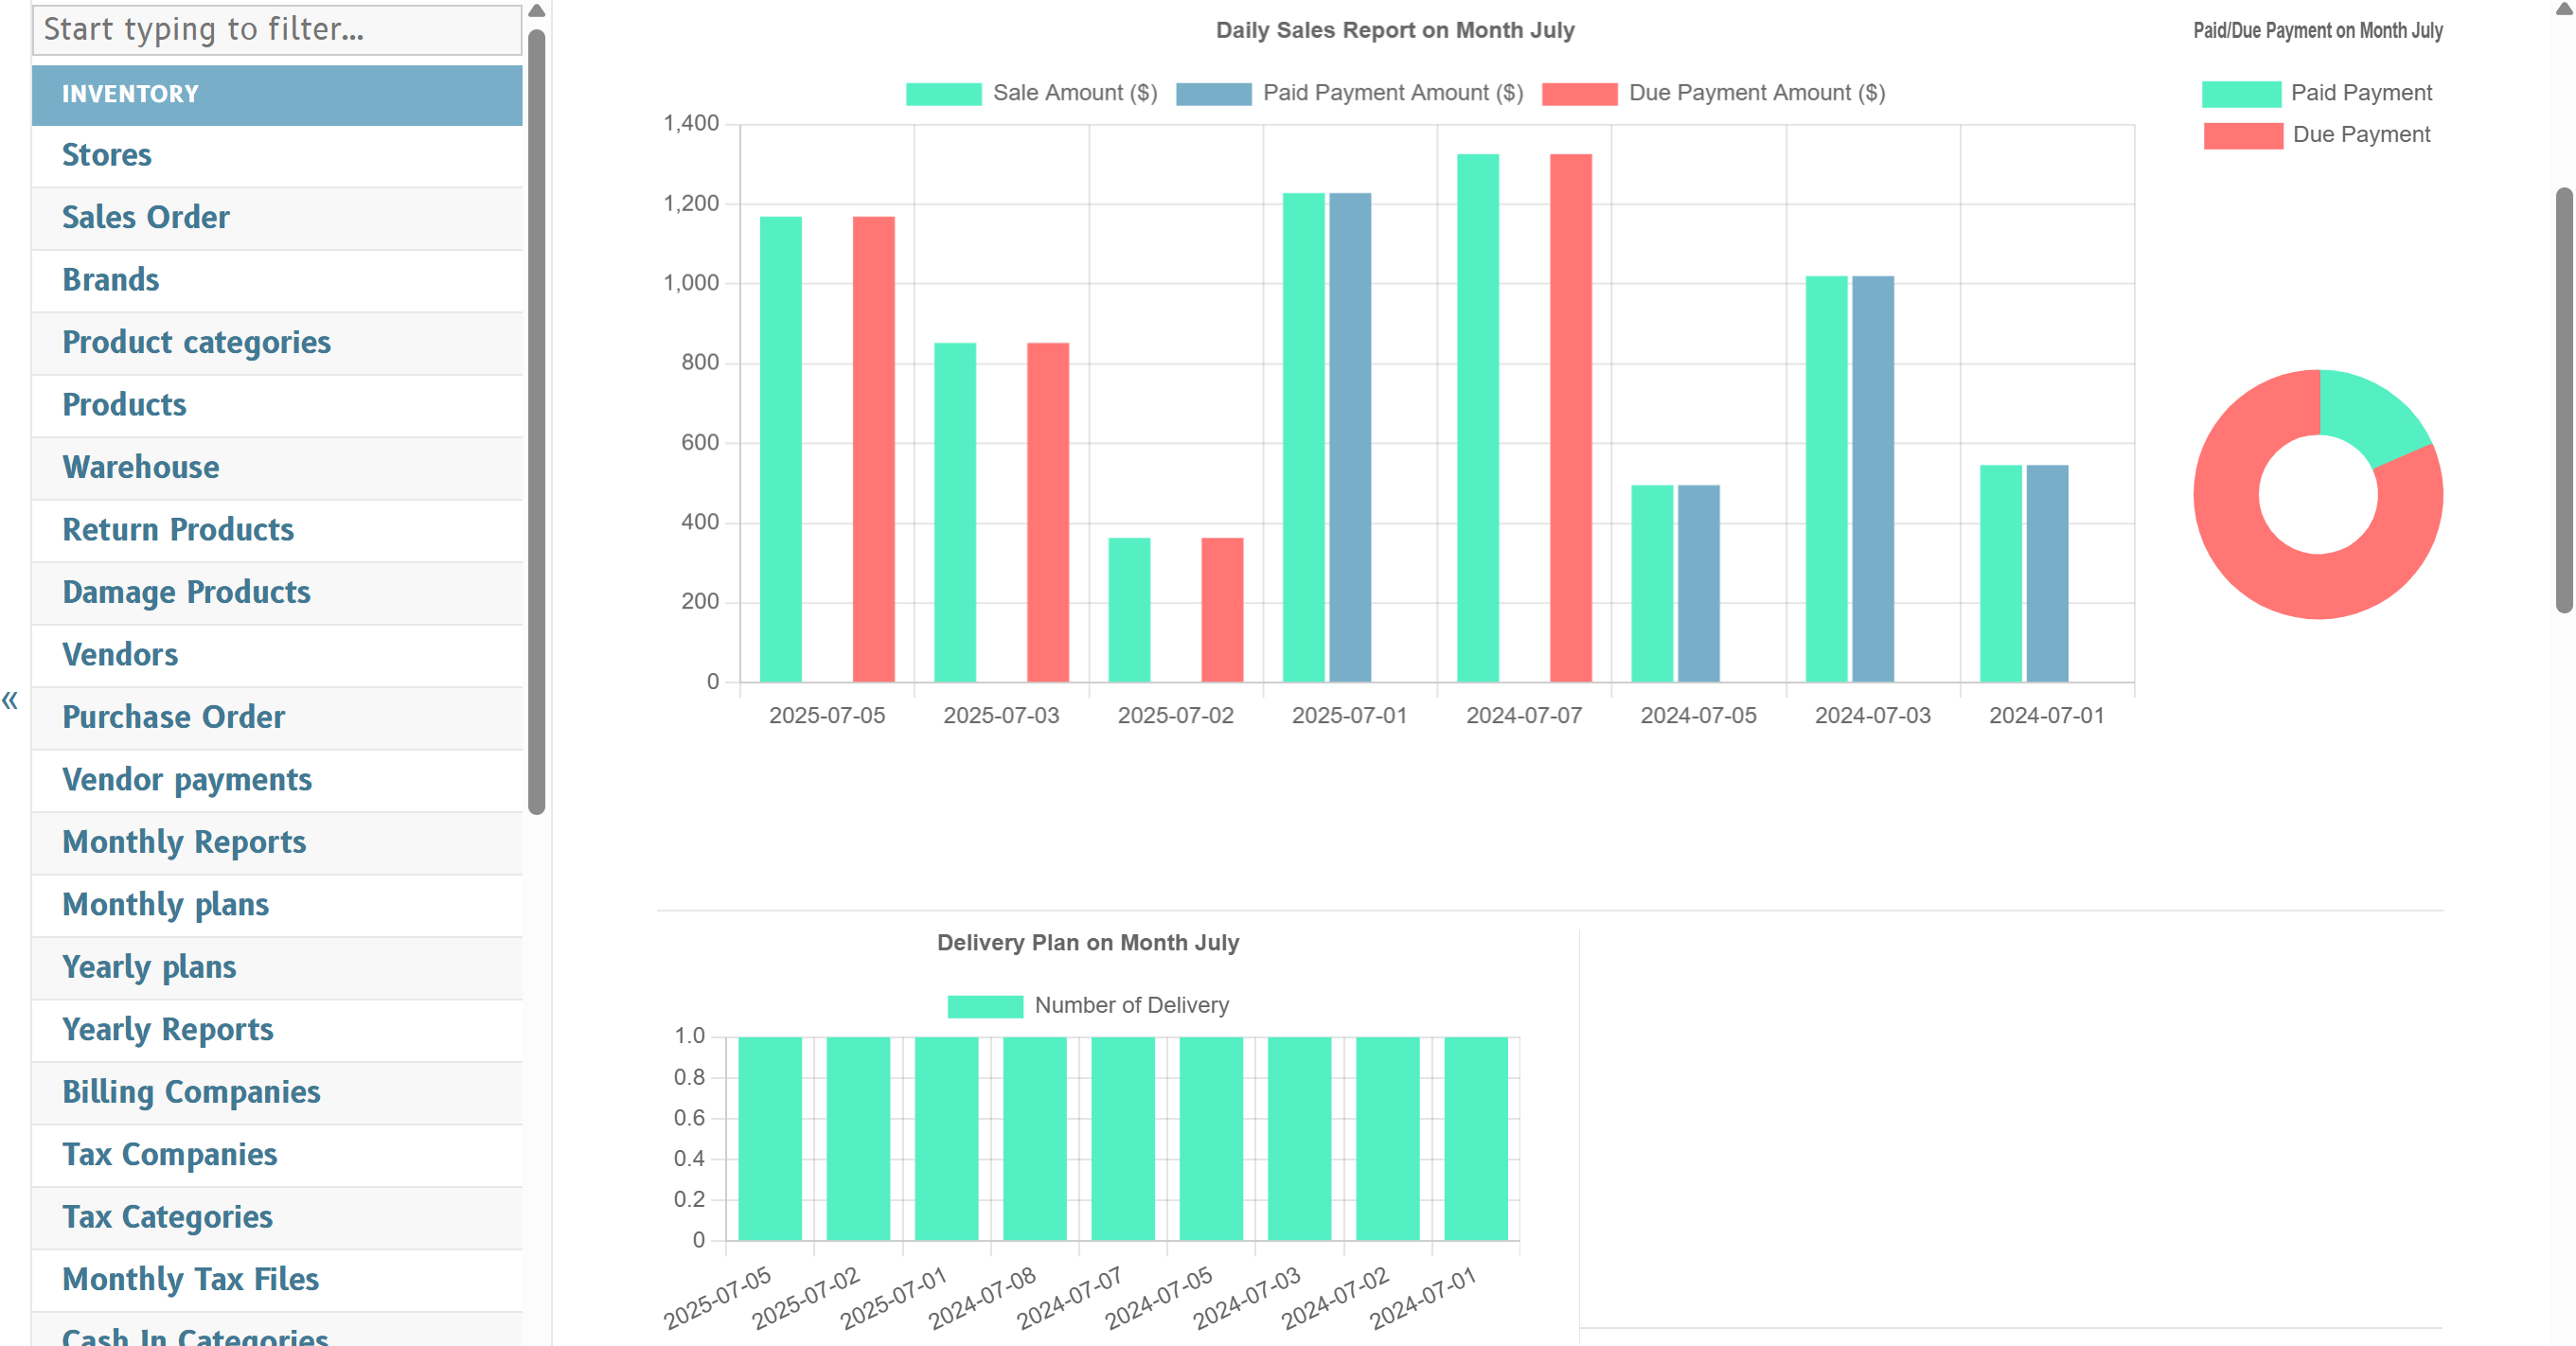 Start typing to filter...
INVENTORY
Stores
Sales Order
Brands
Product categories
Products
Warehouse
Return Products
Damage Products
Vendors
Purchase Order
Vendor payments
Monthly Reports
Monthly plans
Yearly plans
Yearly Reports
Billing Companies
Tax Companies
Tax Categories
Monthly Tax Files
Cash In Categories
«
Daily Sales Report on Month July
Sale Amount ($) Paid Payment Amount ($) Due Payment Amount ($)
1,400
1,200
1,000
800
600
400
200
0
2025-07-05 2025-07-03 2025-07-02 2025-07-01 2024-07-07 2024-07-05 2024-07-03 2024-07-01
Paid/Due Payment on Month July
Paid Payment
Due Payment
Delivery Plan on Month July
Number of Delivery
1.0
0.8
0.6
0.4
0.2
0
2025-07-05 2025-07-02 2025-07-01 2024-07-08 2024-07-07 2024-07-05 2024-07-03 2024-07-02 2024-07-01